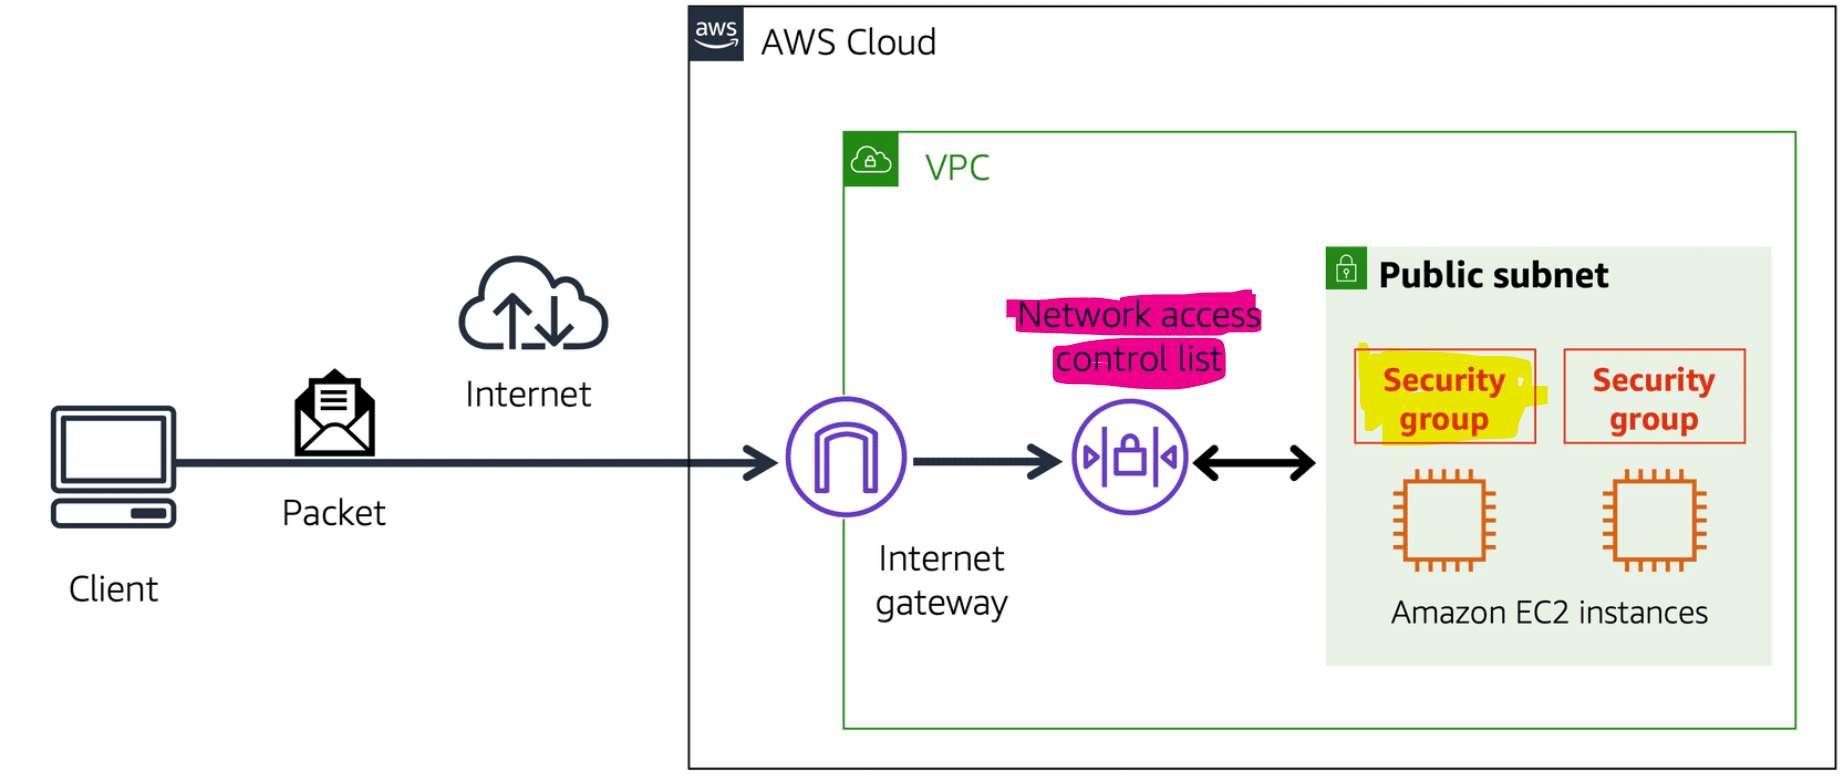 aws
AWS Cloud
VPC
Public subnet
Network access
control list
Security
group
Security
group
Internet
Packet
Client
Internet
gateway
Amazon EC2 instances